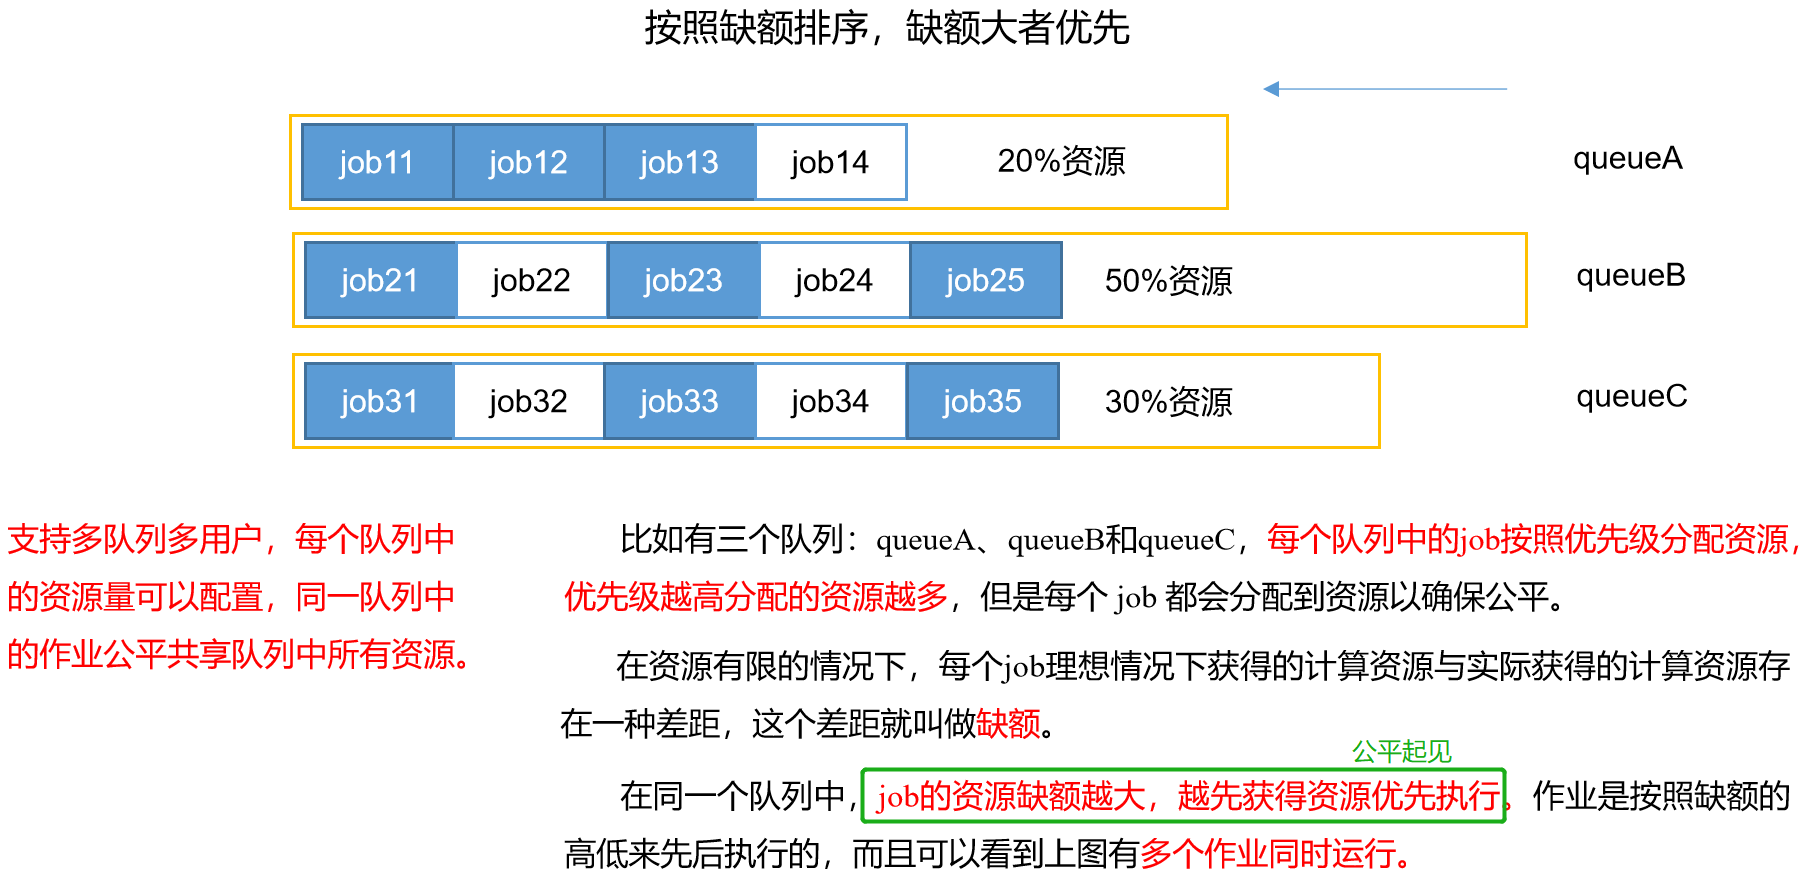 按照缺额排序，缺额大者优先
job11 job12 job13 job14 20%资源 queueA
job21 job22 job23 job24 job25 50%资源 queueB
job31 job32 job33 job34 job35 30%资源 queueC
支持多队列多用户，每个队列中
的资源量可以配置，同一队列中
的作业公平共享队列中所有资源。
比如有三个队列：queueA、queueB和queueC，每个队列中的job按照优先级分配资源，
优先级越高分配的资源越多，但是每个 job 都会分配到资源以确保公平。
在资源有限的情况下，每个job理想情况下获得的计算资源与实际获得的计算资源存
在一种差距，这个差距就叫做缺额。
公平起见
在同一个队列中，job的资源缺额越大，越先获得资源优先执行。作业是按照缺额的
高低来先后执行的，而且可以看到上图有多个作业同时运行。